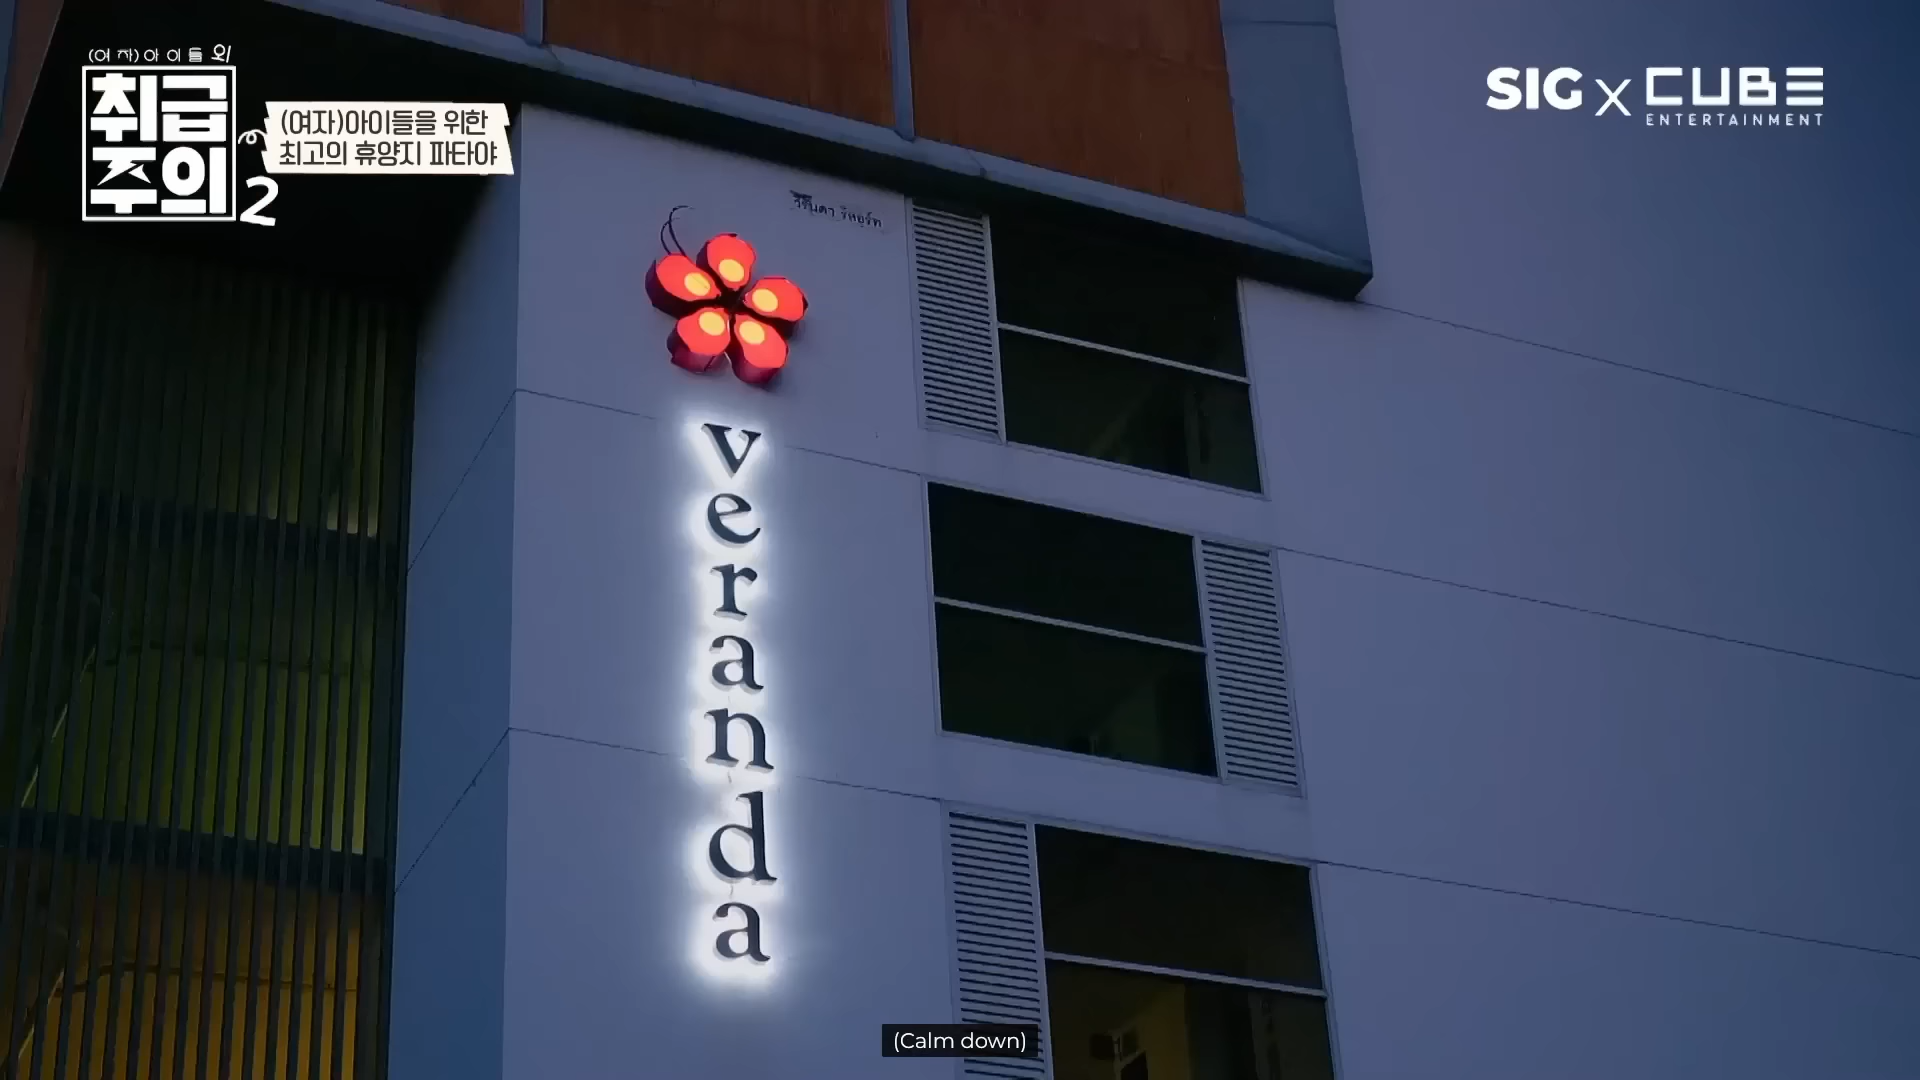 (여자)아이들의
취급
주의
2
(여자)아이들을 위한
최고의 휴양지 파타야
SIG X CUBE
ENTERTAINMENT
veranda
(Calm down)